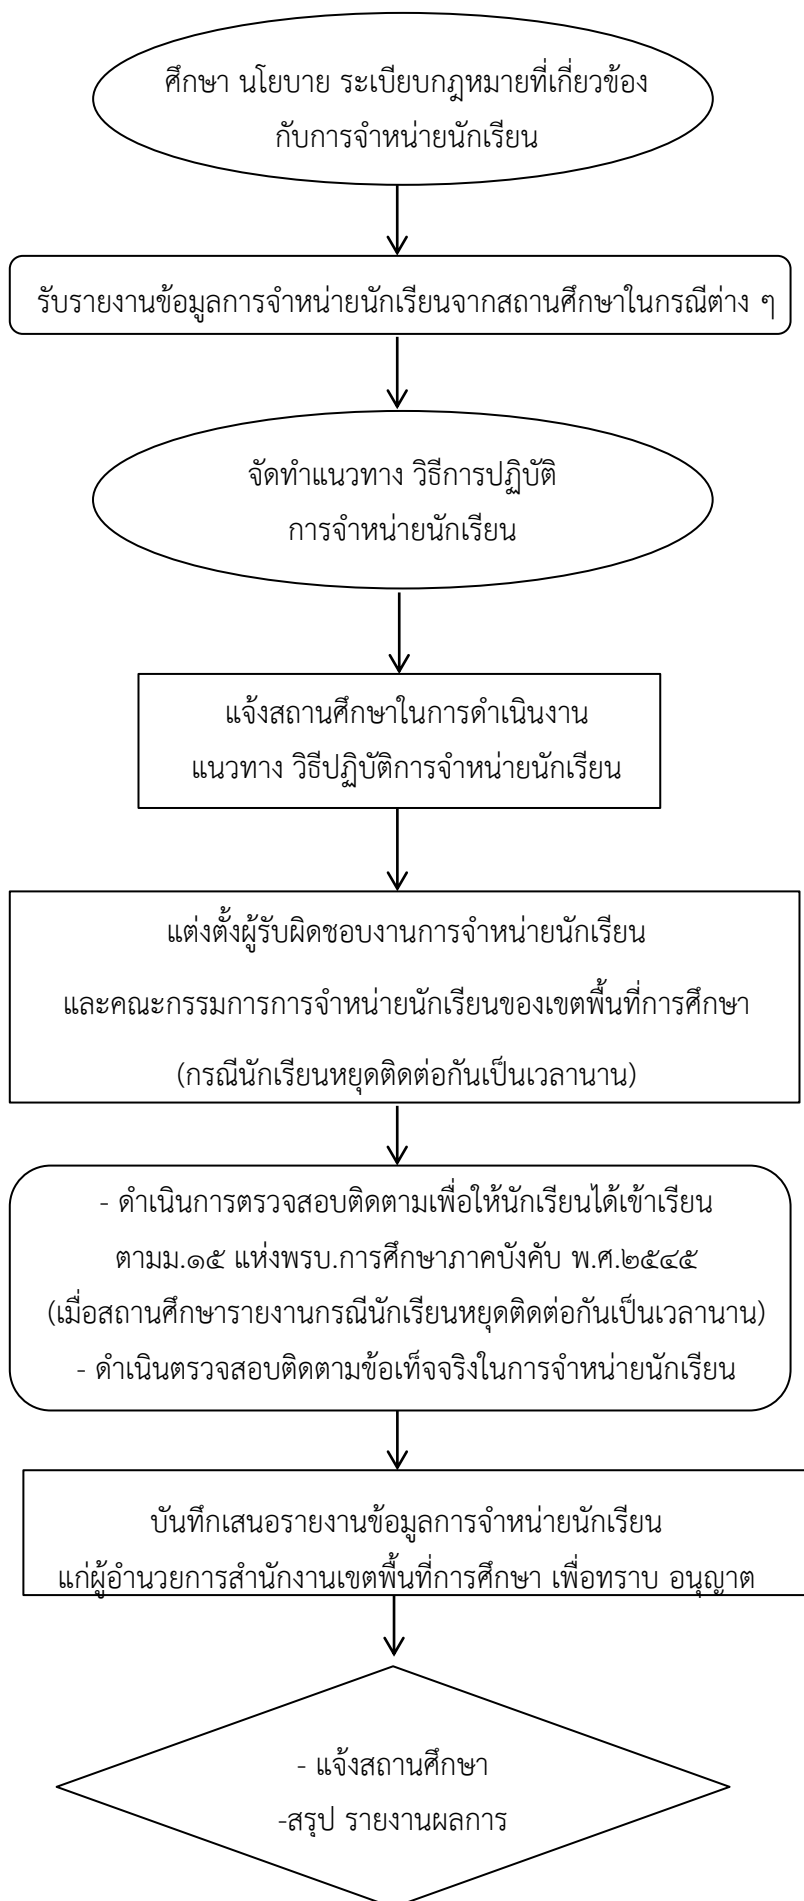 ศึกษา นโยบาย ระเบียบกฎหมายที่เกี่ยวข้อง
กับการจำหน่ายนักเรียน
รับรายงานข้อมูลการจำหน่ายนักเรียนจากสถานศึกษาในกรณีต่าง ๆ
จัดทำแนวทาง วิธีการปฏิบัติ
การจำหน่ายนักเรียน
แจ้งสถานศึกษาในการดำเนินงาน
แนวทาง วิธีปฏิบัติการจำหน่ายนักเรียน
แต่งตั้งผู้รับผิดชอบงานการจำหน่ายนักเรียน
และคณะกรรมการการจำหน่ายนักเรียนของเขตพื้นที่การศึกษา
(กรณีนักเรียนหยุดติดต่อกันเป็นเวลานาน)
- ดำเนินการตรวจสอบติดตามเพื่อให้นักเรียนได้เข้าเรียน
ตามม.๑๕ แห่งพรบ.การศึกษาภาคบังคับ พ.ศ.๒๕๔๕
(เมื่อสถานศึกษารายงานกรณีนักเรียนหยุดติดต่อกันเป็นเวลานาน)
- ดำเนินตรวจสอบติดตามข้อเท็จจริงในการจำหน่ายนักเรียน
บันทึกเสนอรายงานข้อมูลการจำหน่ายนักเรียน
แก่ผู้อำนวยการสำนักงานเขตพื้นที่การศึกษา เพื่อทราบ อนุญาต
- แจ้งสถานศึกษา
-สรุป รายงานผลการ